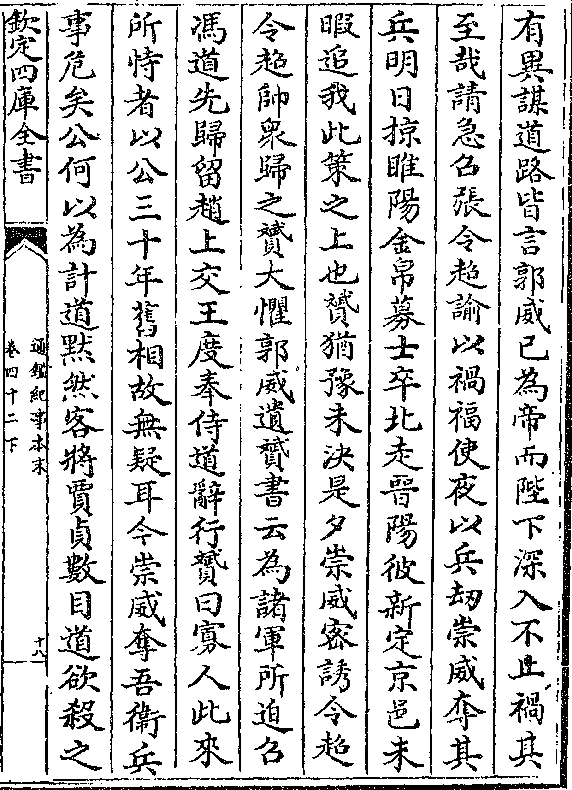 有異謀道路皆言郭威已為帝而陛下深入不止禍其
至哉請急召張令超諭以禍福使夜以兵刼崇威奪其
兵明日掠睢陽金帛募士卒北走晉陽彼新定京邑未
暇追我此策之上也贇猶豫未決是夕崇威宻誘令超
令超帥衆歸之贇大懼郭威遺贇書云為諸軍所迫召
馮道先歸留趙上交王度奉侍道辭行贇曰寡人此來
所恃者以公三十年舊相故無疑耳今崇威奪吾衞兵
事危矣公何以為計道黙然客將賈貞數目道欲殺之
欽定四庫全書
通鑑紀事本末
卷四十二下
十八